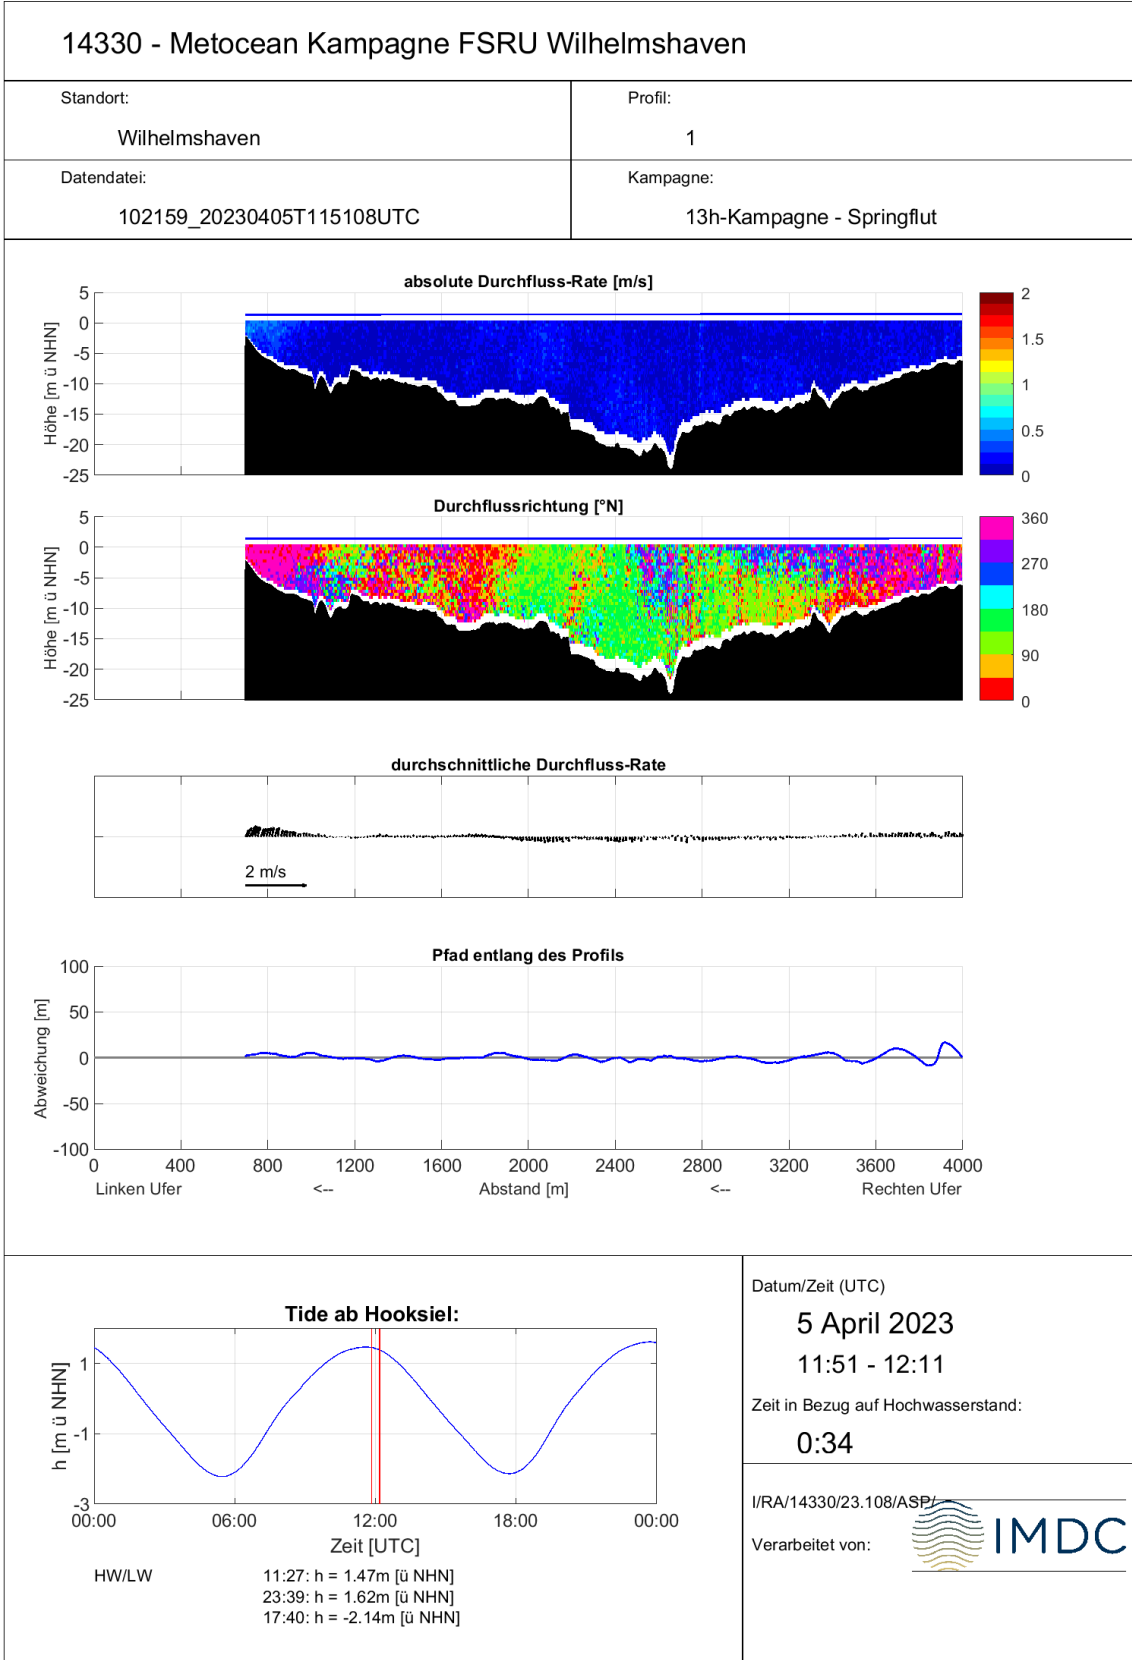 14330 - Metocean Kampagne FSRU Wilhelmshaven
Standort:
Wilhelmshaven
Profil:
1
Datendatei:
102159_20230405T115108UTC
Kampagne:
13h-Kampagne - Springflut
absolute Durchfluss-Rate [m/s]
Höhe [m ü NHN]
5
0
-5
-10
-15
-20
-25
2
1.5
1
0.5
0
Durchflussrichtung [°N]
Höhe [m ü NHN]
5
0
-5
-10
-15
-20
-25
360
270
180
90
0
durchschnittliche Durchfluss-Rate
2 m/s
Pfad entlang des Profils
Abweichung [m]
100
50
0
-50
-100
0 400 800 1200 1600 2000 2400 2800 3200 3600 4000
Linken Ufer <-- Abstand [m] <-- Rechten Ufer
Tide ab Hooksiel:
h [m ü NHN]
1
-1
-3
00:00 06:00 12:00 18:00 00:00
Zeit [UTC]
HW/LW
11:27: h = 1.47m [ü NHN]
23:39: h = 1.62m [ü NHN]
17:40: h = -2.14m [ü NHN]
Datum/Zeit (UTC)
5 April 2023
11:51 - 12:11
Zeit in Bezug auf Hochwasserstand:
0:34
I/RA/14330/23.108/ASP/
Verarbeitet von:
IMDC